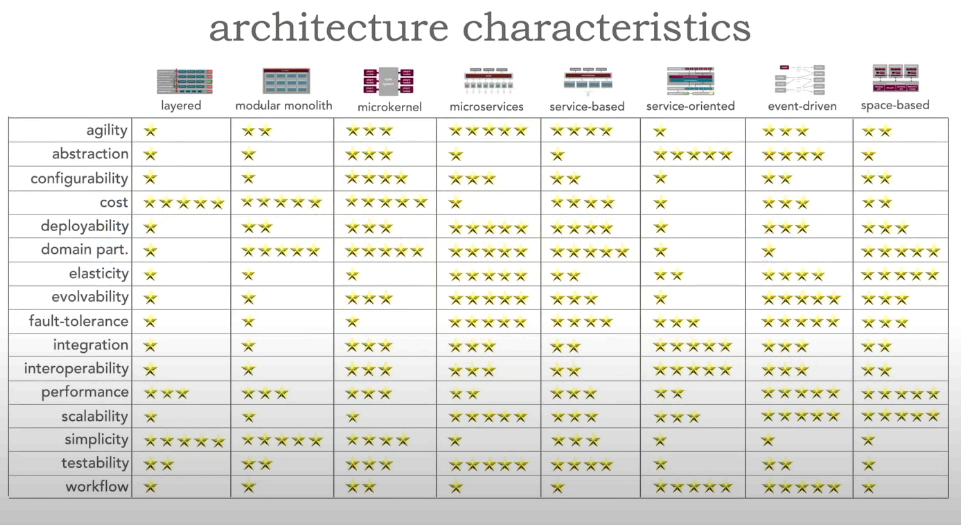 architecture characteristics
layered modular monolith microkernel microservices service-based service-oriented event-driven space-based
agility
abstraction
configurability
cost
deployability
domain part.
elasticity
evolvability
fault-tolerance
integration
interoperability
performance
scalability
simplicity
testability
workflow